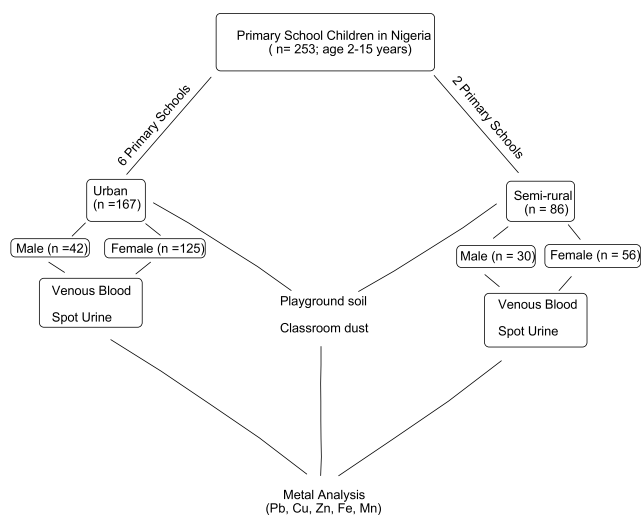 Primary School Children in Nigeria
( n= 253; age 2-15 years)
6 Primary Schools
2 Primary Schools
Urban
(n =167)
Semi-rural
(n = 86)
Male (n =42)
Female (n =125)
Male (n = 30)
Female (n = 56)
Venous Blood
Spot Urine
Playground soil
Classroom dust
Venous Blood
Spot Urine
Metal Analysis
(Pb, Cu, Zn, Fe, Mn)